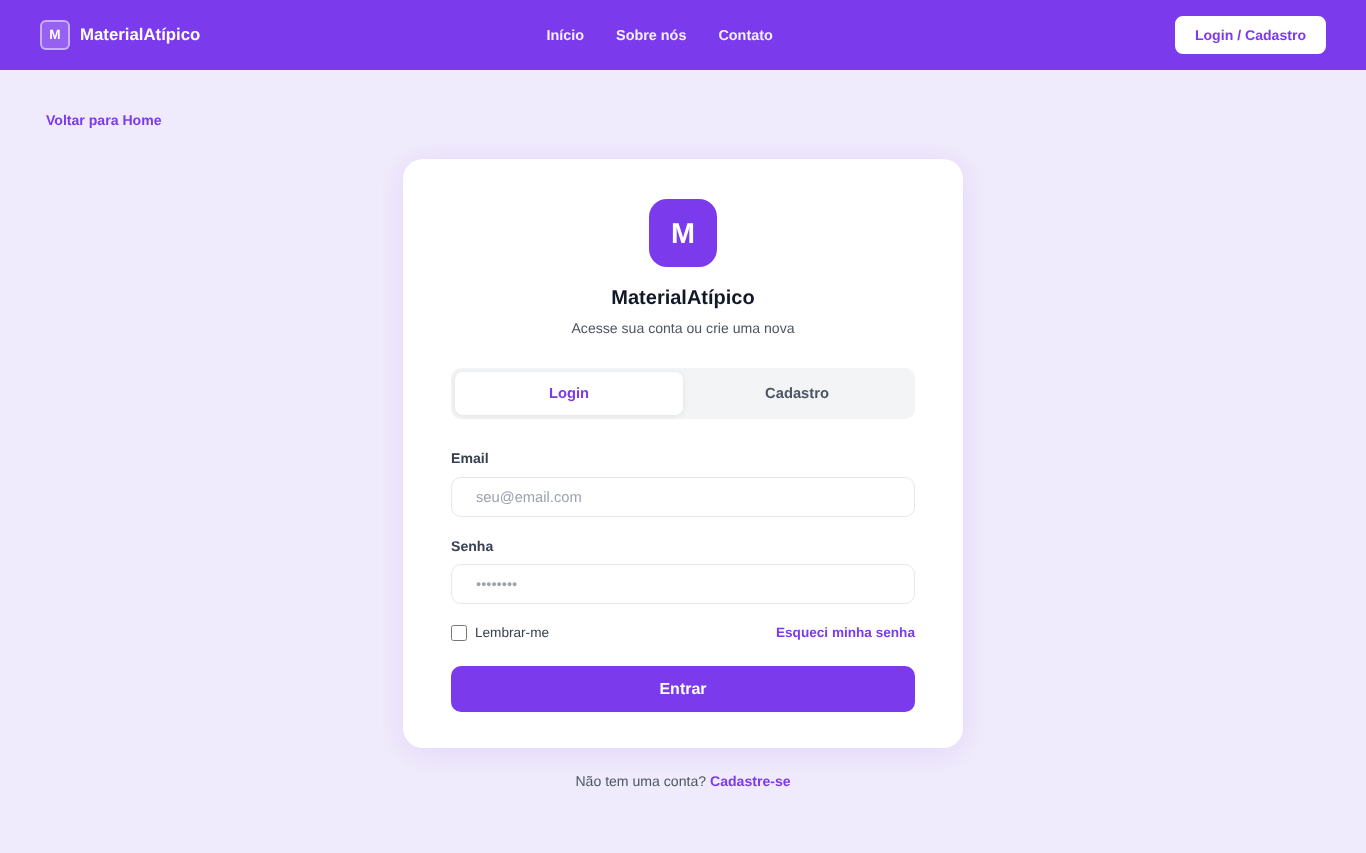 M MaterialAtípico Início Sobre nós Contato Login / Cadastro
Voltar para Home
M
MaterialAtípico
Acesse sua conta ou crie uma nova
Login Cadastro
Email
seu@email.com
Senha
••••••••
Lembrar-me Esqueci minha senha
Entrar
Não tem uma conta? Cadastre-se